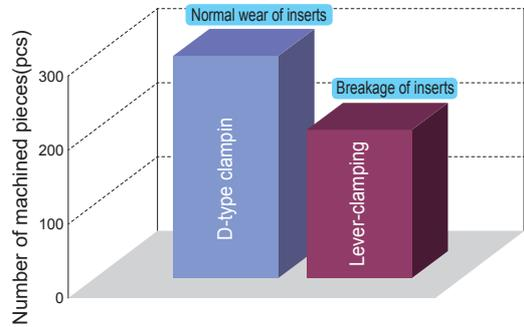 Normal wear of inserts
Breakage of inserts
Number of machined pieces(pcs)
300
200
100
0
D-type clampin
Lever-clamping